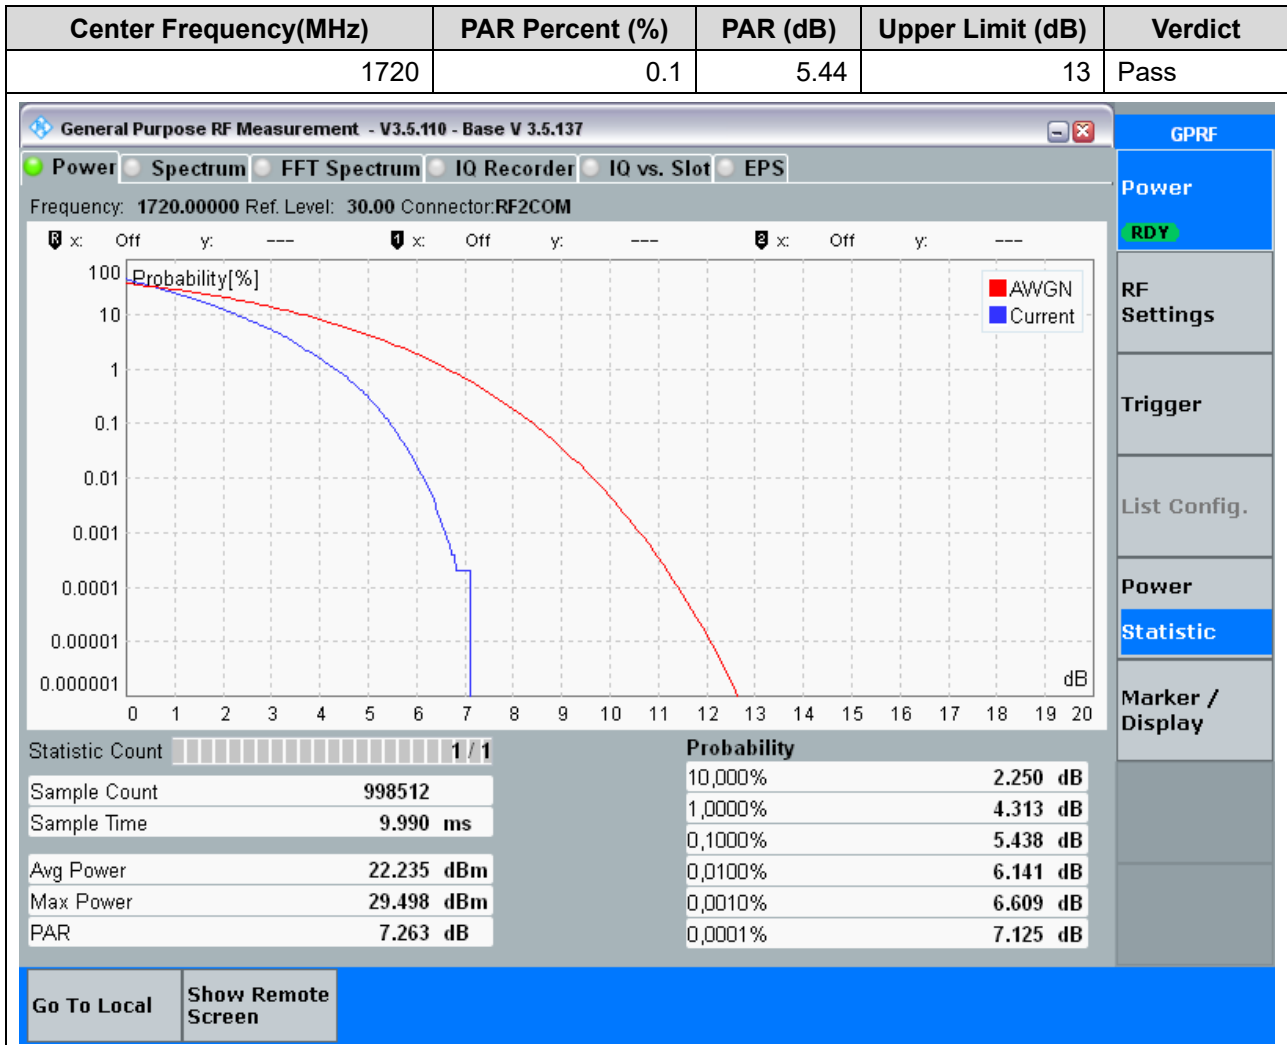 Center Frequency(MHz) PAR Percent (%) PAR (dB) Upper Limit (dB) Verdict
1720 0.1 5.44 13 Pass
General Purpose RF Measurement - V3.5.110 - Base V 3.5.137
GPRF
Power Spectrum FFT Spectrum IQ Recorder IQ vs. Slot EPS
Power
RDY
Frequency: 1720.00000 Ref. Level: 30.00 Connector:RF2COM
R x: Off y: --- 1 x: Off y: --- 2 x: Off y: ---
Probability[%]
100
10
1
0.1
0.01
0.001
0.0001
0.00001
0.000001
AWGN
Current
dB
0 1 2 3 4 5 6 7 8 9 10 11 12 13 14 15 16 17 18 19 20
RF
Settings
Trigger
List Config.
Power
Statistic
Marker /
Display
Statistic Count 1 / 1
Sample Count 998512
Sample Time 9.990 ms
Avg Power 22.235 dBm
Max Power 29.498 dBm
PAR 7.263 dB
Probability
10,000% 2.250 dB
1,0000% 4.313 dB
0,1000% 5.438 dB
0,0100% 6.141 dB
0,0010% 6.609 dB
0,0001% 7.125 dB
Go To Local
Show Remote
Screen